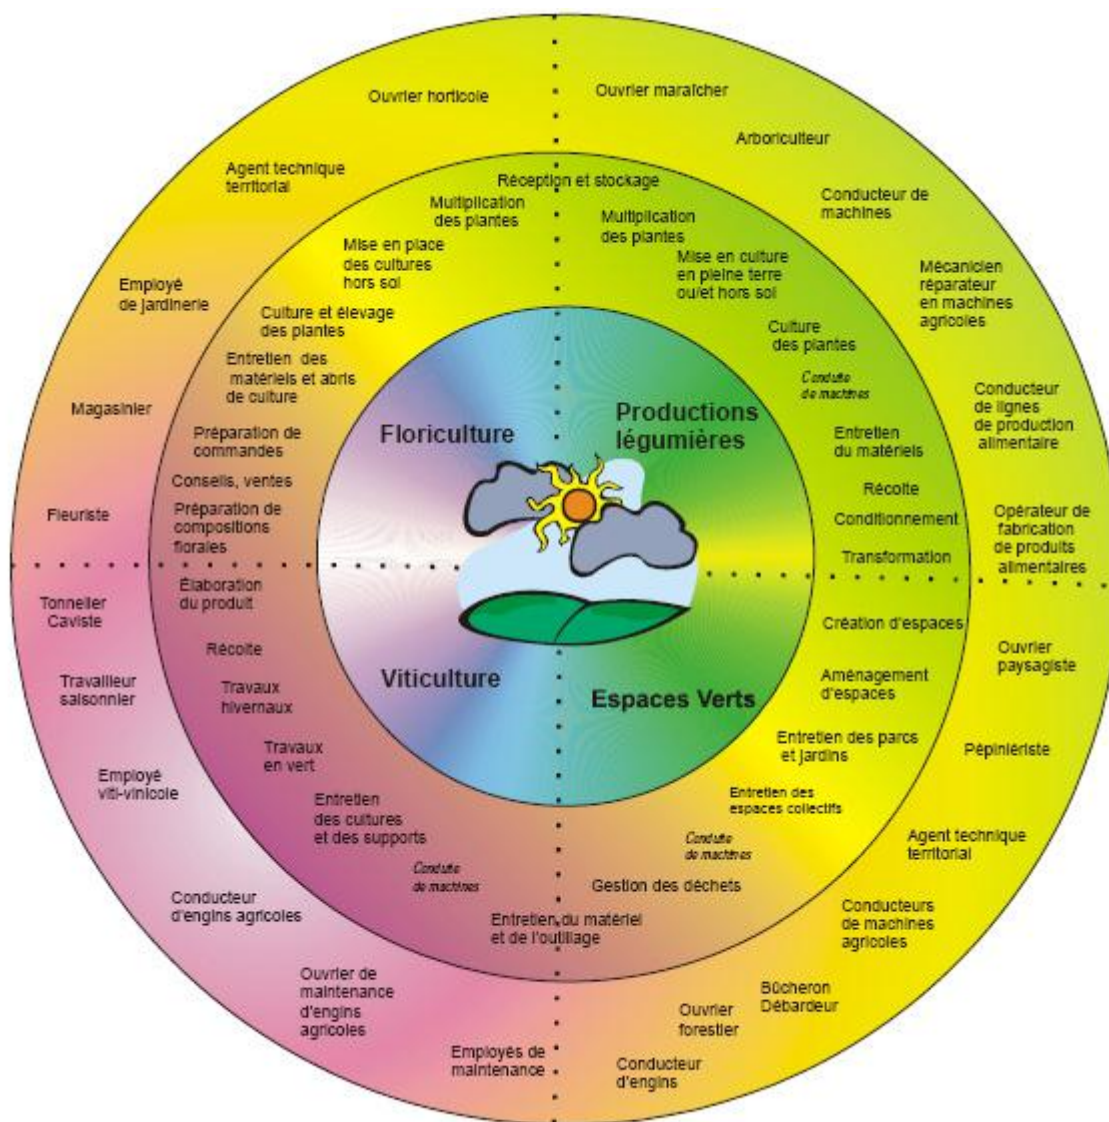 Ouvrier horticole
Agent technique
territorial
Employé
de jardinerie
Magasinier
Fleuriste
Ouvrier maraîcher
Arboriculteur
Conducteur de
machines
Mécanicien
réparateur
en machines
agricoles
Conducteur
de lignes
de production
alimentaire
Opérateur de
fabrication
de produits
alimentaires
Réception et stockage
Multiplication
des plantes
Mise en place
des cultures
hors sol
Culture et élevage
des plantes
Entretien des
matériels et abris
de culture
Préparation de
commandes
Conseils, ventes
Préparation de
compositions
florales
Multiplication
des plantes
Mise en culture
en pleine terre
ou/et hors sol
Culture
des plantes
Conduite
de machines
Entretien
du matériels
Récolte
Conditionnement
Transformation
Floriculture
Productions
légumières
Viticulture
Espaces Verts
Élaboration
du produit
Récolte
Travaux
hivernaux
Travaux
en vert
Entretien
des cultures
et des supports
Conduite
de machines
Entretien du matériel
et de l'outillage
Création d'espaces
Aménagement
d'espaces
Entretien des parcs
et jardins
Entretien des
espaces collectifs
Conduite
de machines
Gestion des déchets
Tonnelier
Caviste
Travailleur
saisonnier
Employé
viti-vinicole
Conducteur
d'engins agricoles
Ouvrier de
maintenance
d'engins
agricoles
Employés de
maintenance
Ouvrier
paysagiste
Pépiniériste
Agent technique
territorial
Conducteurs
de machines
agricoles
Bûcheron
Débardeur
Ouvrier
forestier
Conducteur
d'engins